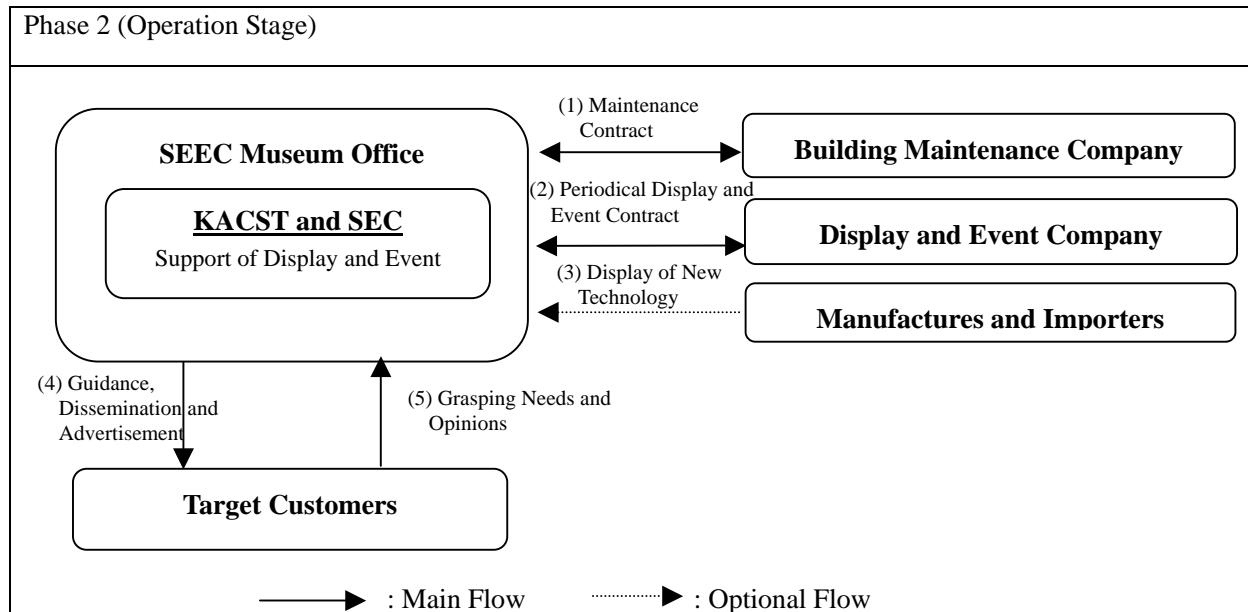 Phase 2 (Operation Stage)
SEEC Museum Office
KACST and SEC
Support of Display and Event
(1) Maintenance
Contract
Building Maintenance Company
(2) Periodical Display and
Event Contract
Display and Event Company
(3) Display of New
Technology
Manufactures and Importers
(4) Guidance,
Dissemination and
Advertisement
(5) Grasping Needs and
Opinions
Target Customers
: Main Flow
: Optional Flow